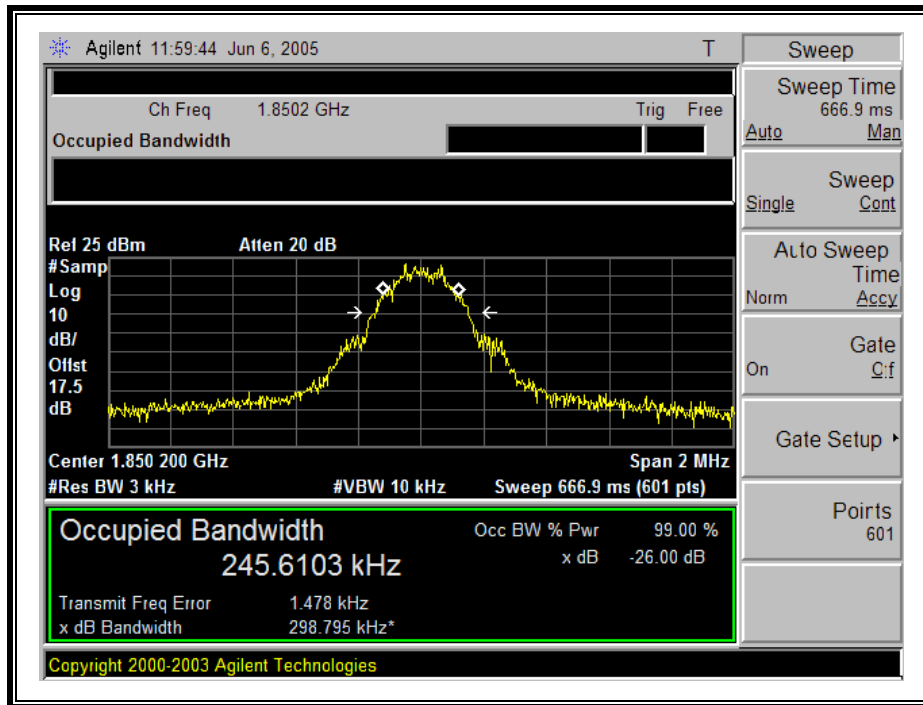 Agilent 11:59:44 Jun 6, 2005 T
Ch Freq 1.8502 GHz Trig Free
Occupied Bandwidth
Ref 25 dBm Atten 20 dB
#Samp
Log
10
dB/
Offst
17.5
dB
Center 1.850 200 GHz Span 2 MHz
#Res BW 3 kHz #VBW 10 kHz Sweep 666.9 ms (601 pts)
Occupied Bandwidth Occ BW % Pwr 99.00 %
245.6103 kHz x dB -26.00 dB
Transmit Freq Error 1.478 kHz
x dB Bandwidth 298.795 kHz*
Copyright 2000-2003 Agilent Technologies
Sweep
Sweep Time
666.9 ms
Auto Man
Sweep
Single Cont
Auto Sweep
Time
Norm Accy
Gate
On Off
Gate Setup
Points
601